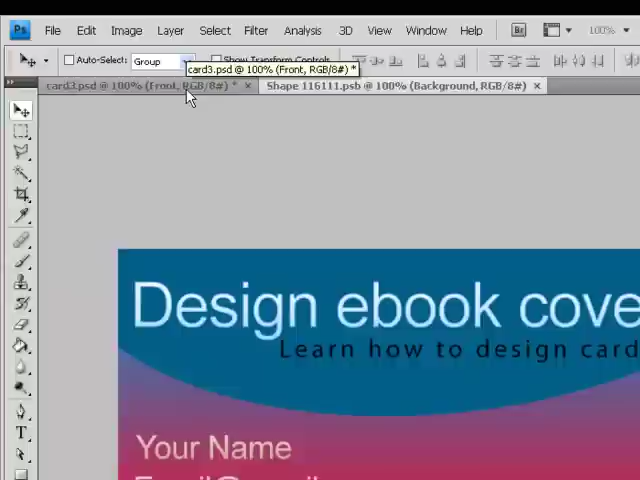 Ps File Edit Image Layer Select Filter Analysis 3D View Window Help Br 100%
Auto-Select: Group Show Transform Controls
card3.psd @ 100% (Front, RGB/8#) *
card3.psd @ 100% (Front, RGB/8#) * × Shape 116111.psb @ 100% (Background, RGB/8#) ×
Design ebook cove
Learn how to design card
Your Name